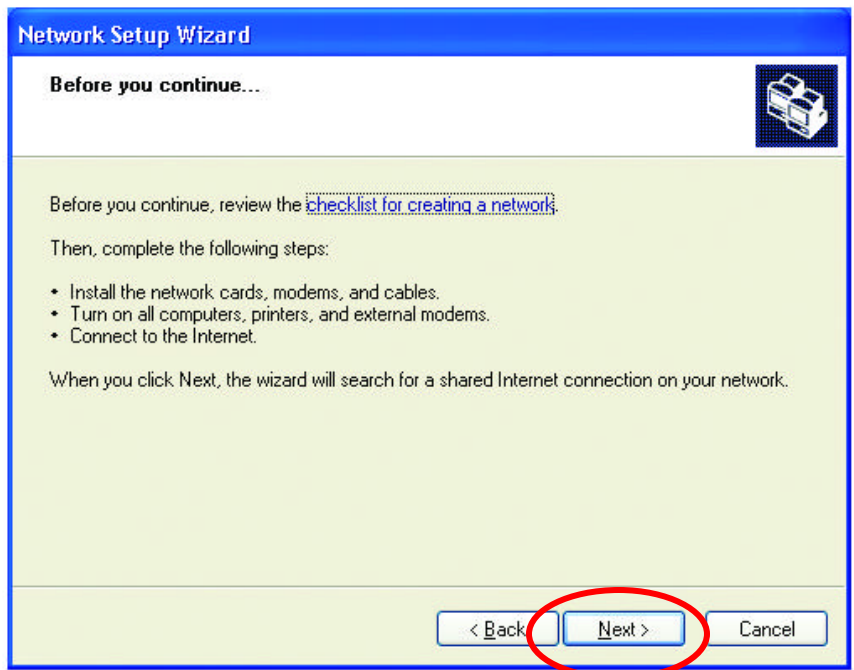 Network Setup Wizard
Before you continue...
Before you continue, review the checklist for creating a network.
Then, complete the following steps:
• Install the network cards, modems, and cables.
• Turn on all computers, printers, and external modems.
• Connect to the Internet.
When you click Next, the wizard will search for a shared Internet connection on your network.
< Back
Next >
Cancel